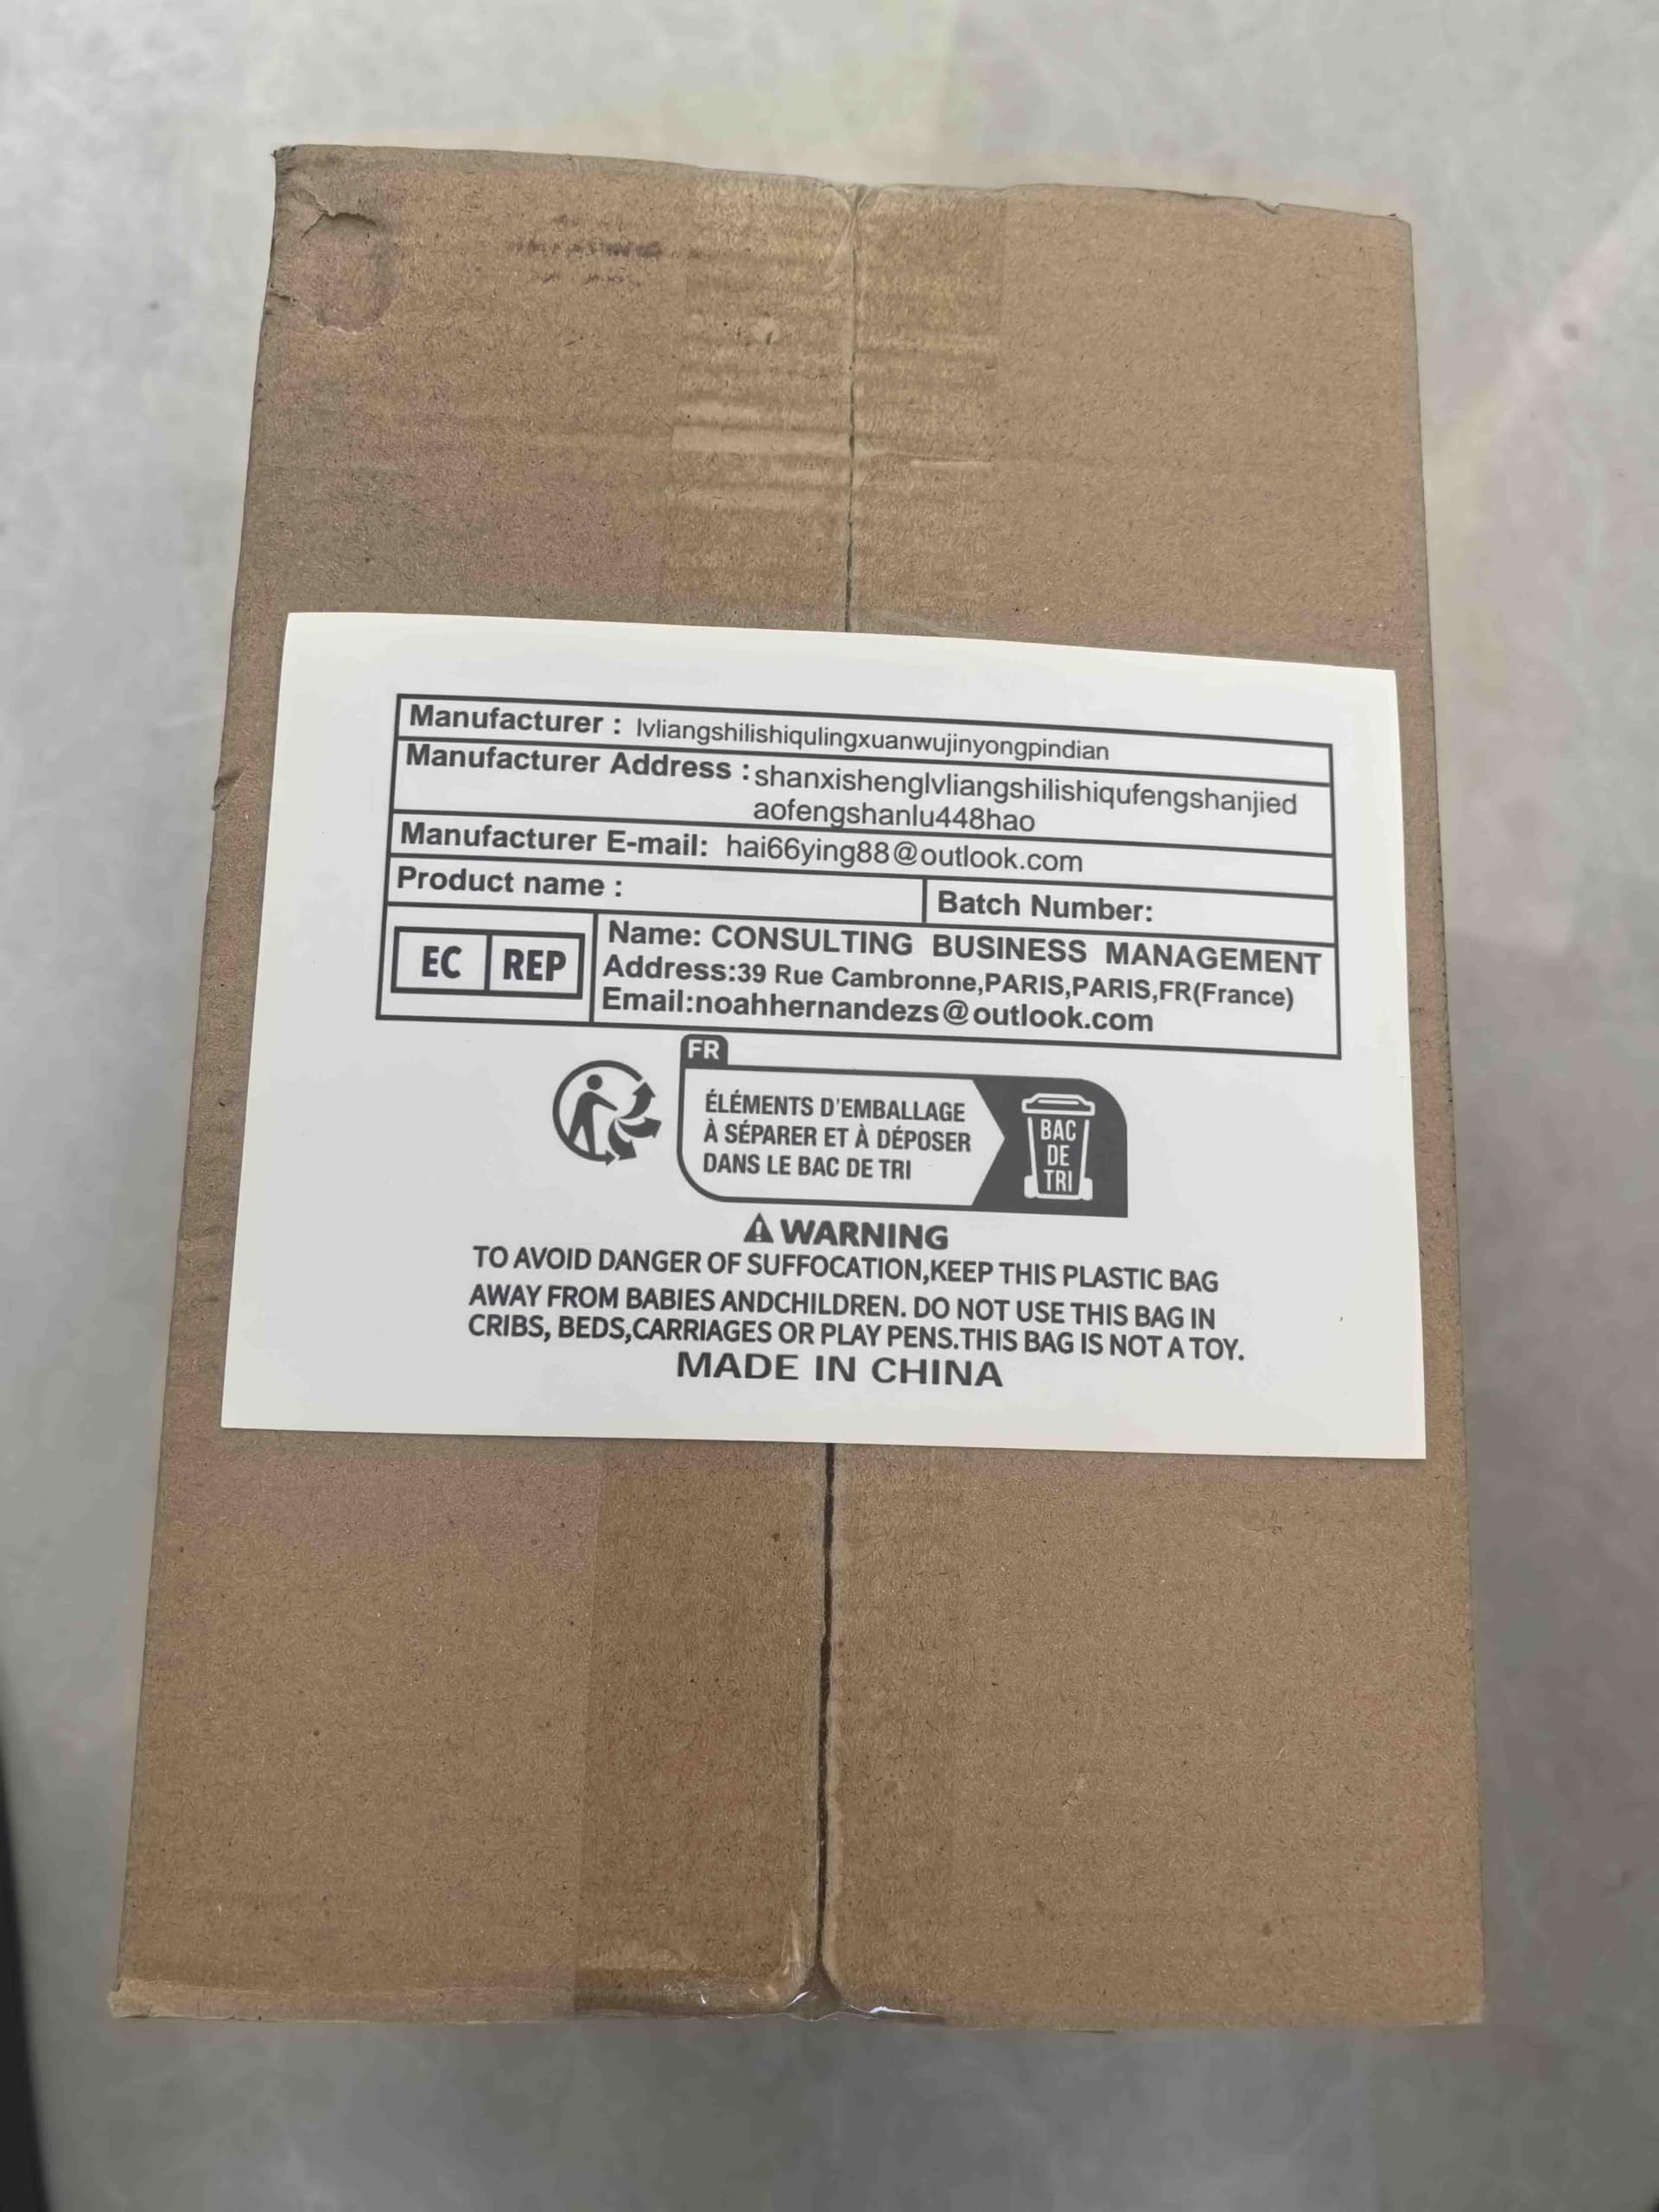 Manufacturer : lvliangshilishiqulingxuanwujinyongpindian
Manufacturer Address : shanxishenglvliangshilishiqufengshanjied
aofengshanlu448hao
Manufacturer E-mail: hai66ying88@outlook.com
Product name : Batch Number:
EC REP
Name: CONSULTING BUSINESS MANAGEMENT
Address:39 Rue Cambronne,PARIS,PARIS,FR(France)
Email:noahhernandezs@outlook.com
FR
ÉLÉMENTS D'EMBALLAGE
À SÉPARER ET À DÉPOSER
DANS LE BAC DE TRI
BAC
DE
TRI
WARNING
TO AVOID DANGER OF SUFFOCATION,KEEP THIS PLASTIC BAG
AWAY FROM BABIES ANDCHILDREN. DO NOT USE THIS BAG IN
CRIBS, BEDS,CARRIAGES OR PLAY PENS.THIS BAG IS NOT A TOY.
MADE IN CHINA